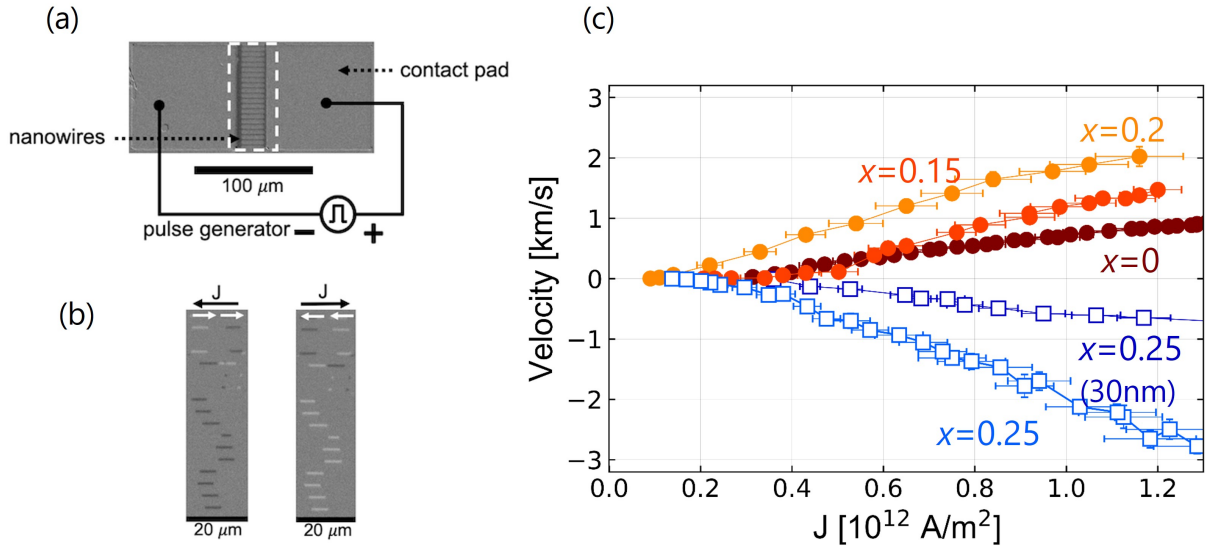 (a)
contact pad
nanowires
100 μm
pulse generator
− +
(b)
J J
20 μm 20 μm
(c)
Velocity [km/s]
3
2
1
0
−1
−2
−3
x=0.2
x=0.15
x=0
x=0.25
(30nm)
x=0.25
0.0 0.2 0.4 0.6 0.8 1.0 1.2
J [10¹² A/m²]